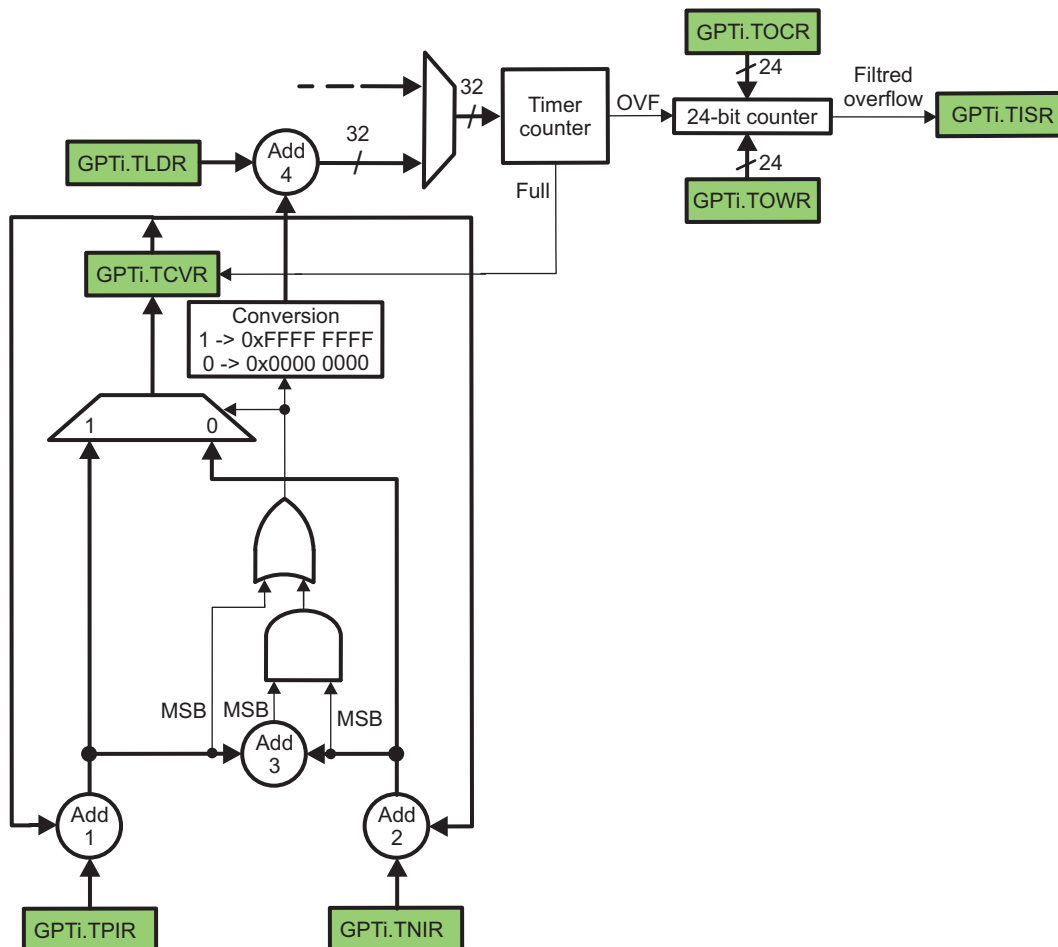 GPTi.TOCR
24
32
Filtred
overflow
Timer
counter
OVF
24-bit counter
GPTi.TISR
32
GPTi.TLDR
Add
4
24
Full
GPTi.TOWR
GPTi.TCVR
Conversion
1 -> 0xFFFF FFFF
0 -> 0x0000 0000
1
0
MSB
MSB
MSB
Add
3
Add
1
Add
2
GPTi.TPIR
GPTi.TNIR